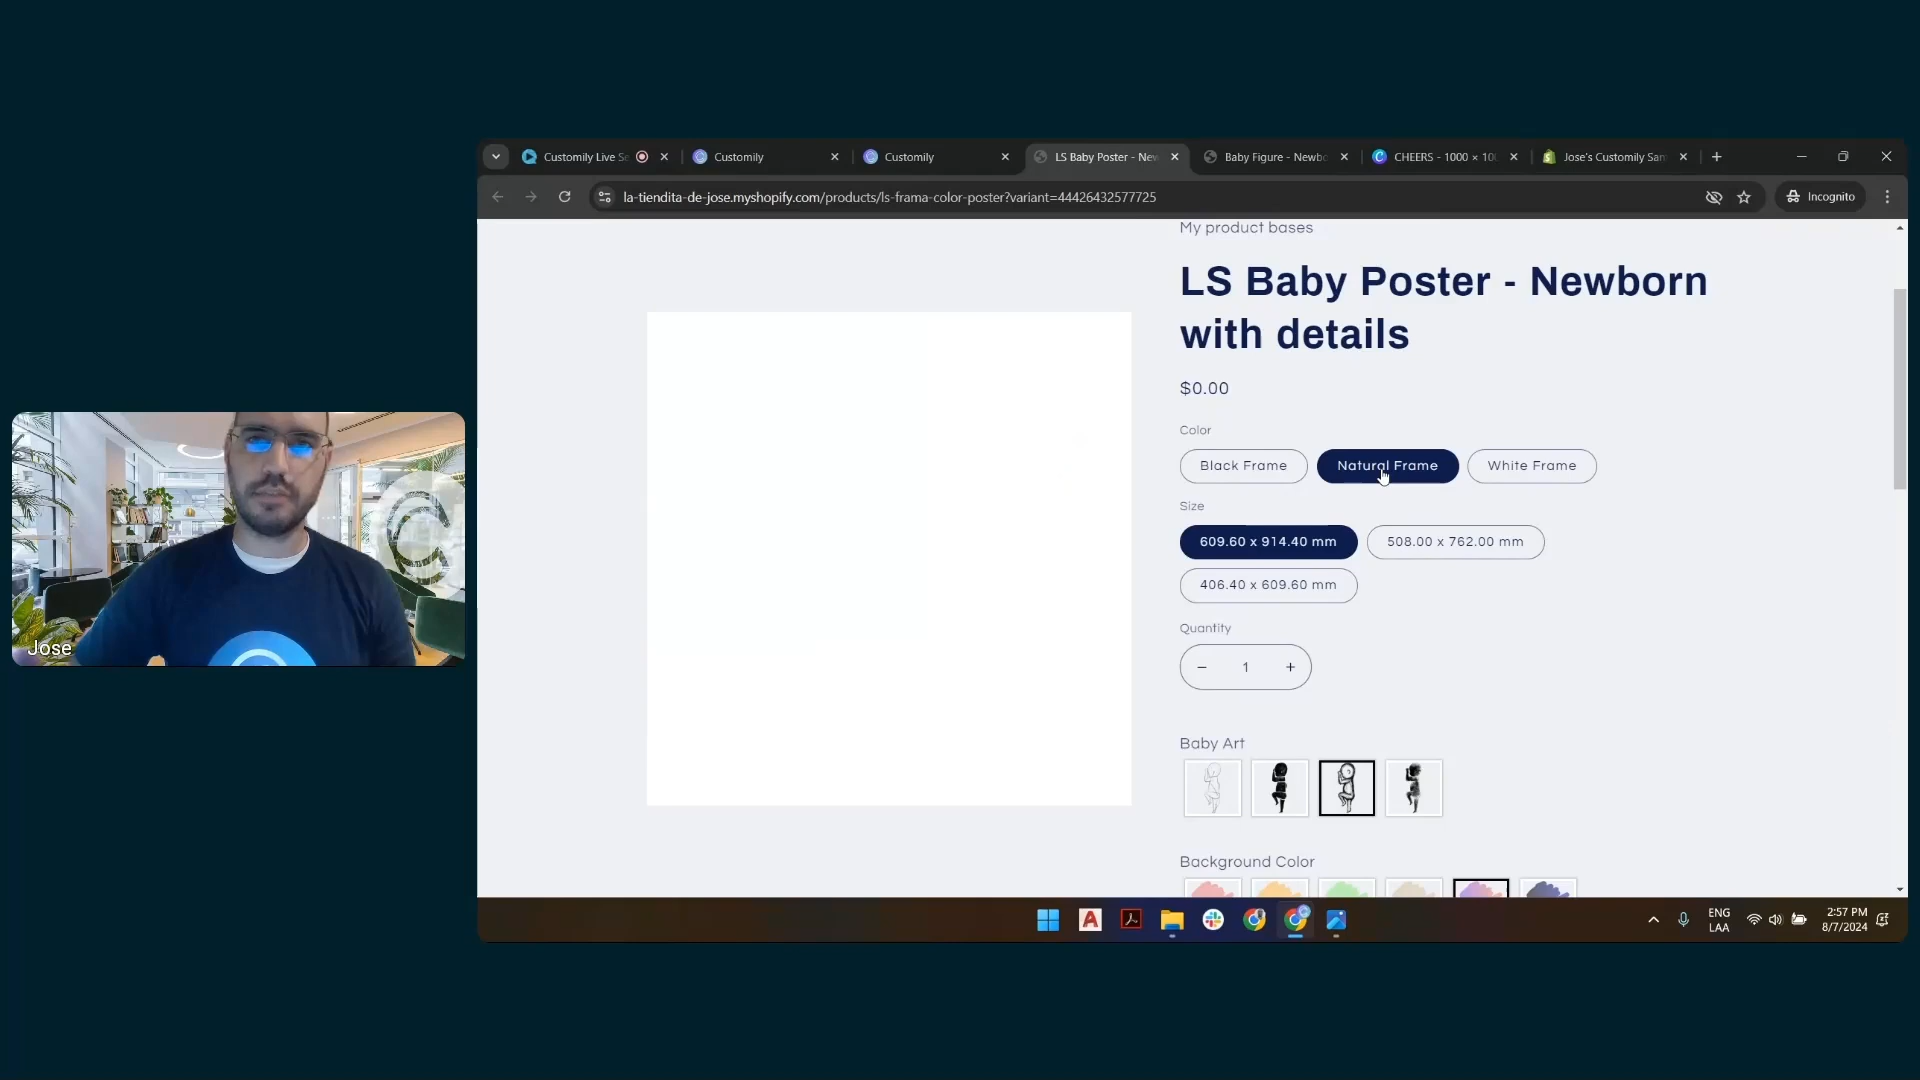 Customily Live Se
Customily
Customily
LS Baby Poster - New
Baby Figure - Newbo
CHEERS - 1000 × 10
Jose's Customily San
la-tiendita-de-jose.myshopify.com/products/ls-frama-color-poster?variant=44426432577725
Incognito
My product bases
LS Baby Poster - Newborn
with details
$0.00
Color
Black Frame
Natural Frame
White Frame
Size
609.60 x 914.40 mm
508.00 x 762.00 mm
406.40 x 609.60 mm
Quantity
− 1 +
Baby Art
Background Color
Jose
ENG
LAA
2:57 PM
8/7/2024